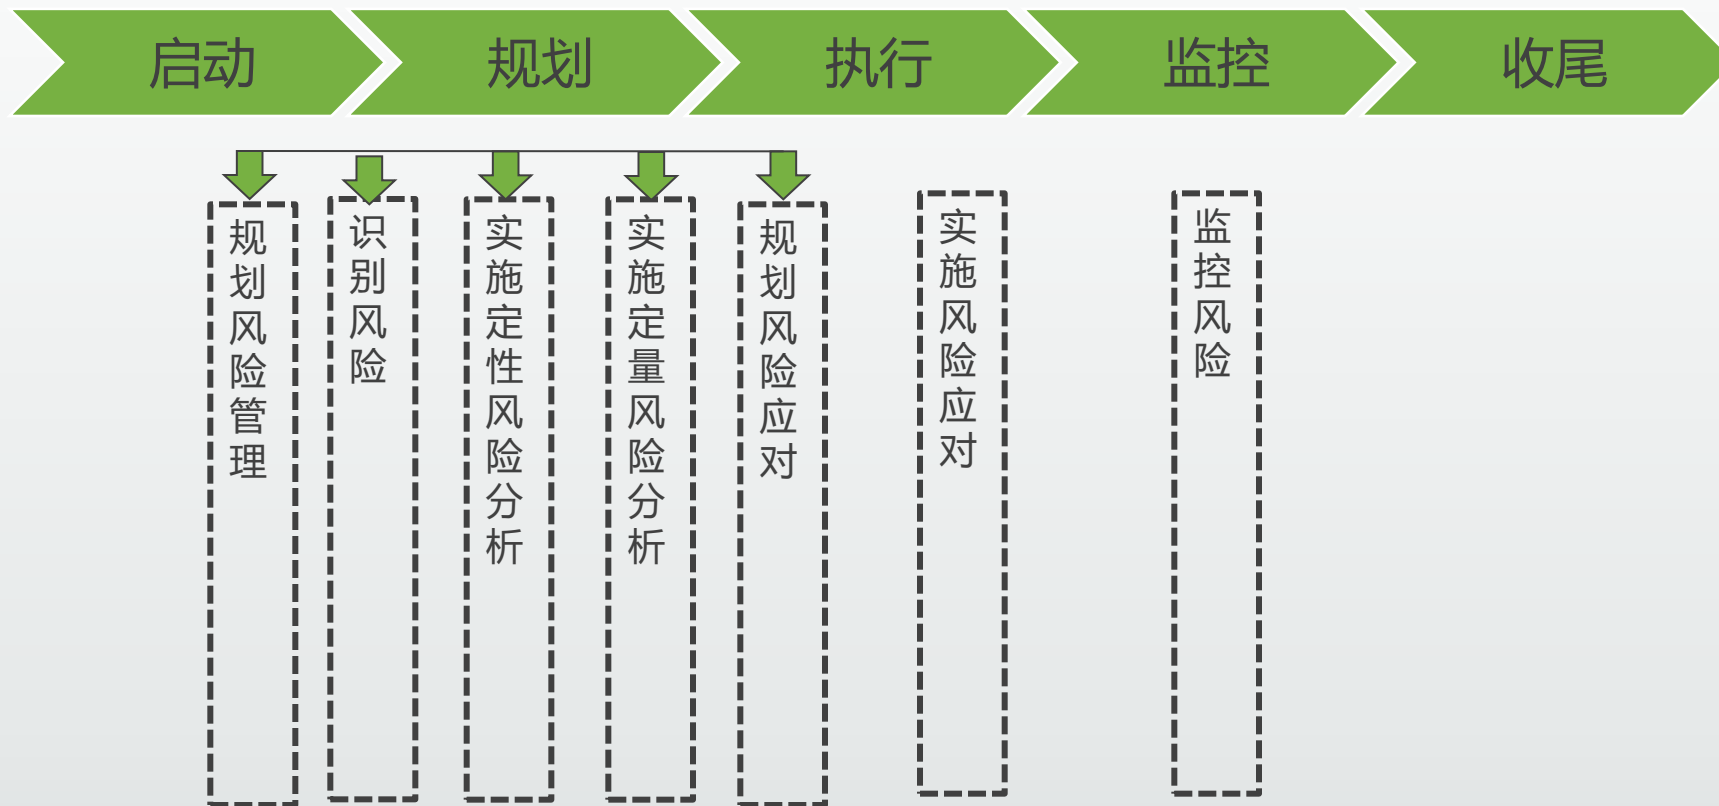 启动
规划
执行
监控
收尾
规划风险管理
识别风险
实施定性风险分析
实施定量风险分析
规划风险应对
实施风险应对
监控风险